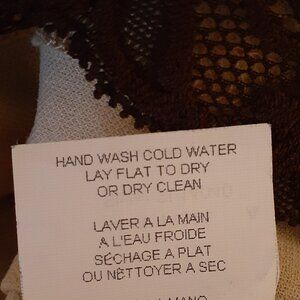 HAND WASH COLD WATER
LAY FLAT TO DRY
OR DRY CLEAN
LAVER A LA MAIN
A L'EAU FROIDE
SÉCHAGE A PLAT
OU NÊTTOYER A SEC
MANO